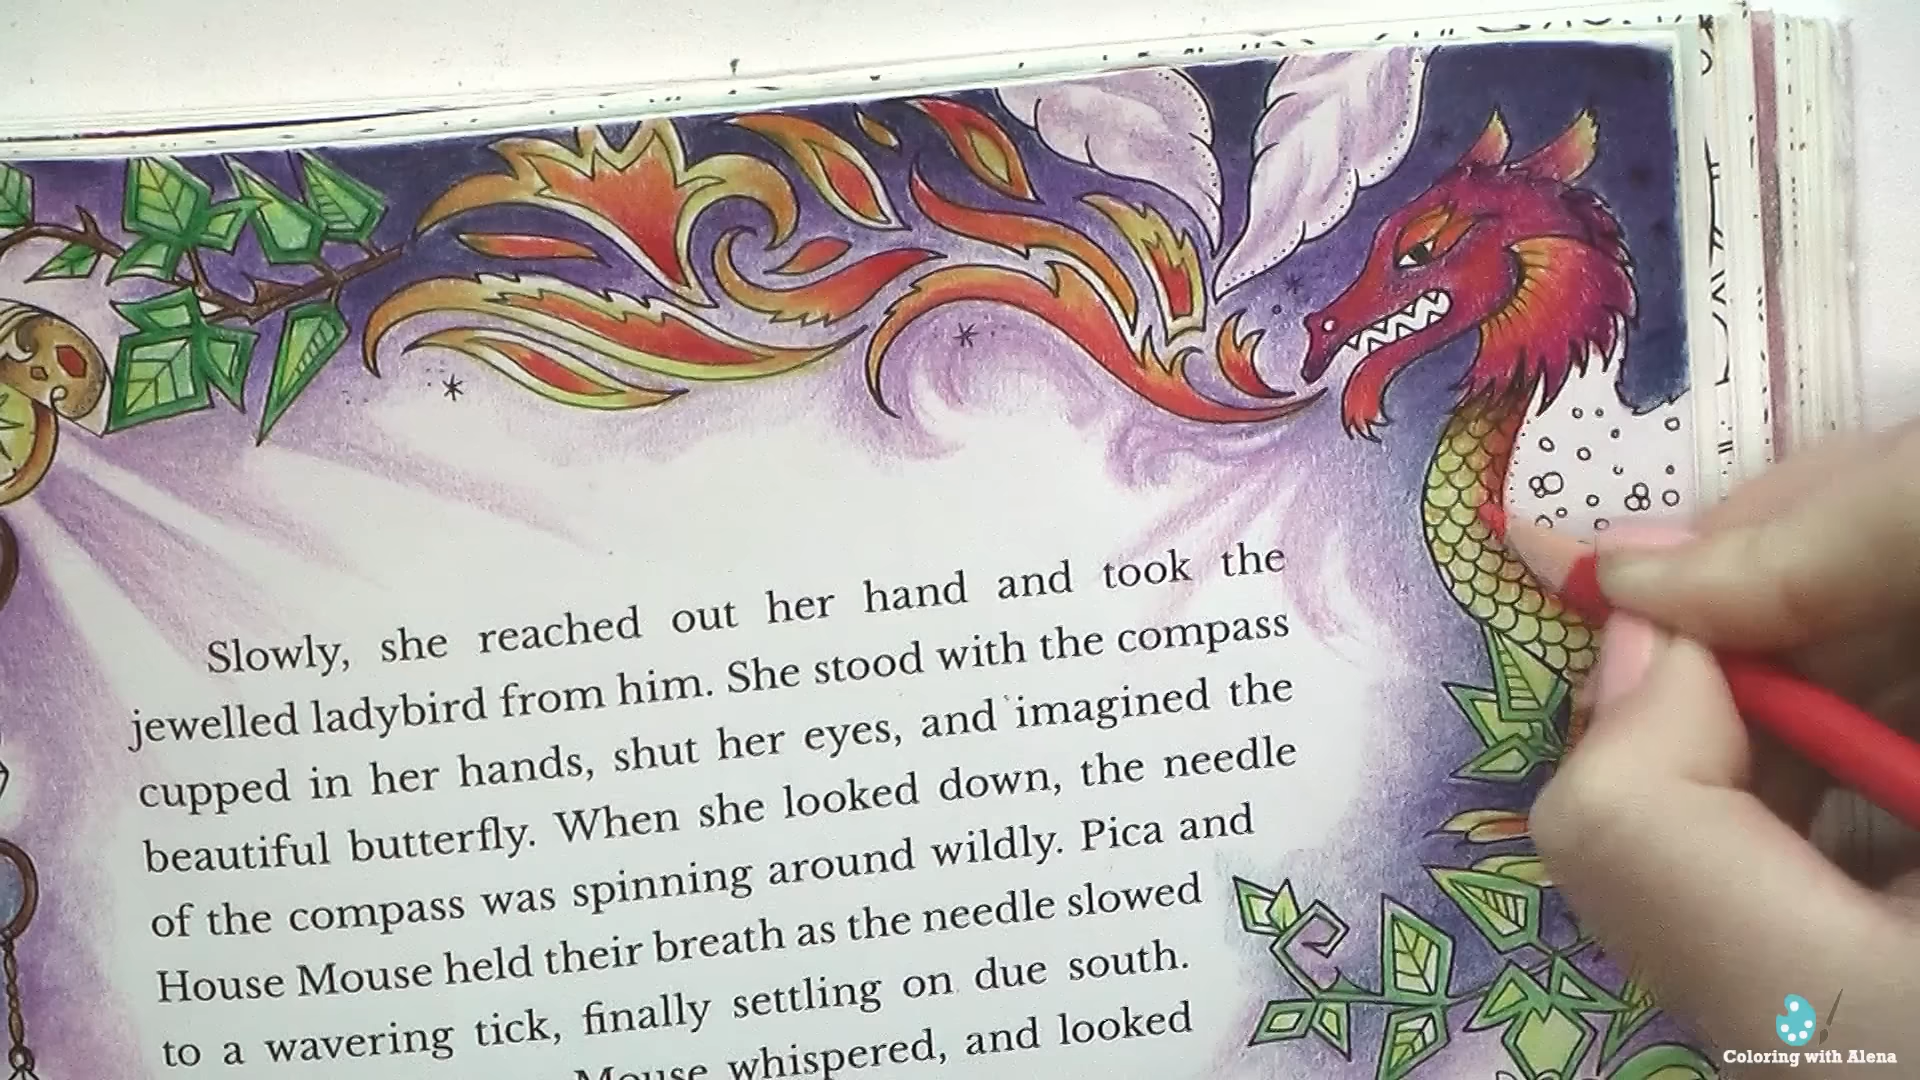 Slowly, she reached out her hand and took the
jewelled ladybird from him. She stood with the compass
cupped in her hands, shut her eyes, and imagined the
beautiful butterfly. When she looked down, the needle
of the compass was spinning around wildly. Pica and
House Mouse held their breath as the needle slowed
to a wavering tick, finally settling on due south.
Mouse whispered, and looked
Coloring with Alena